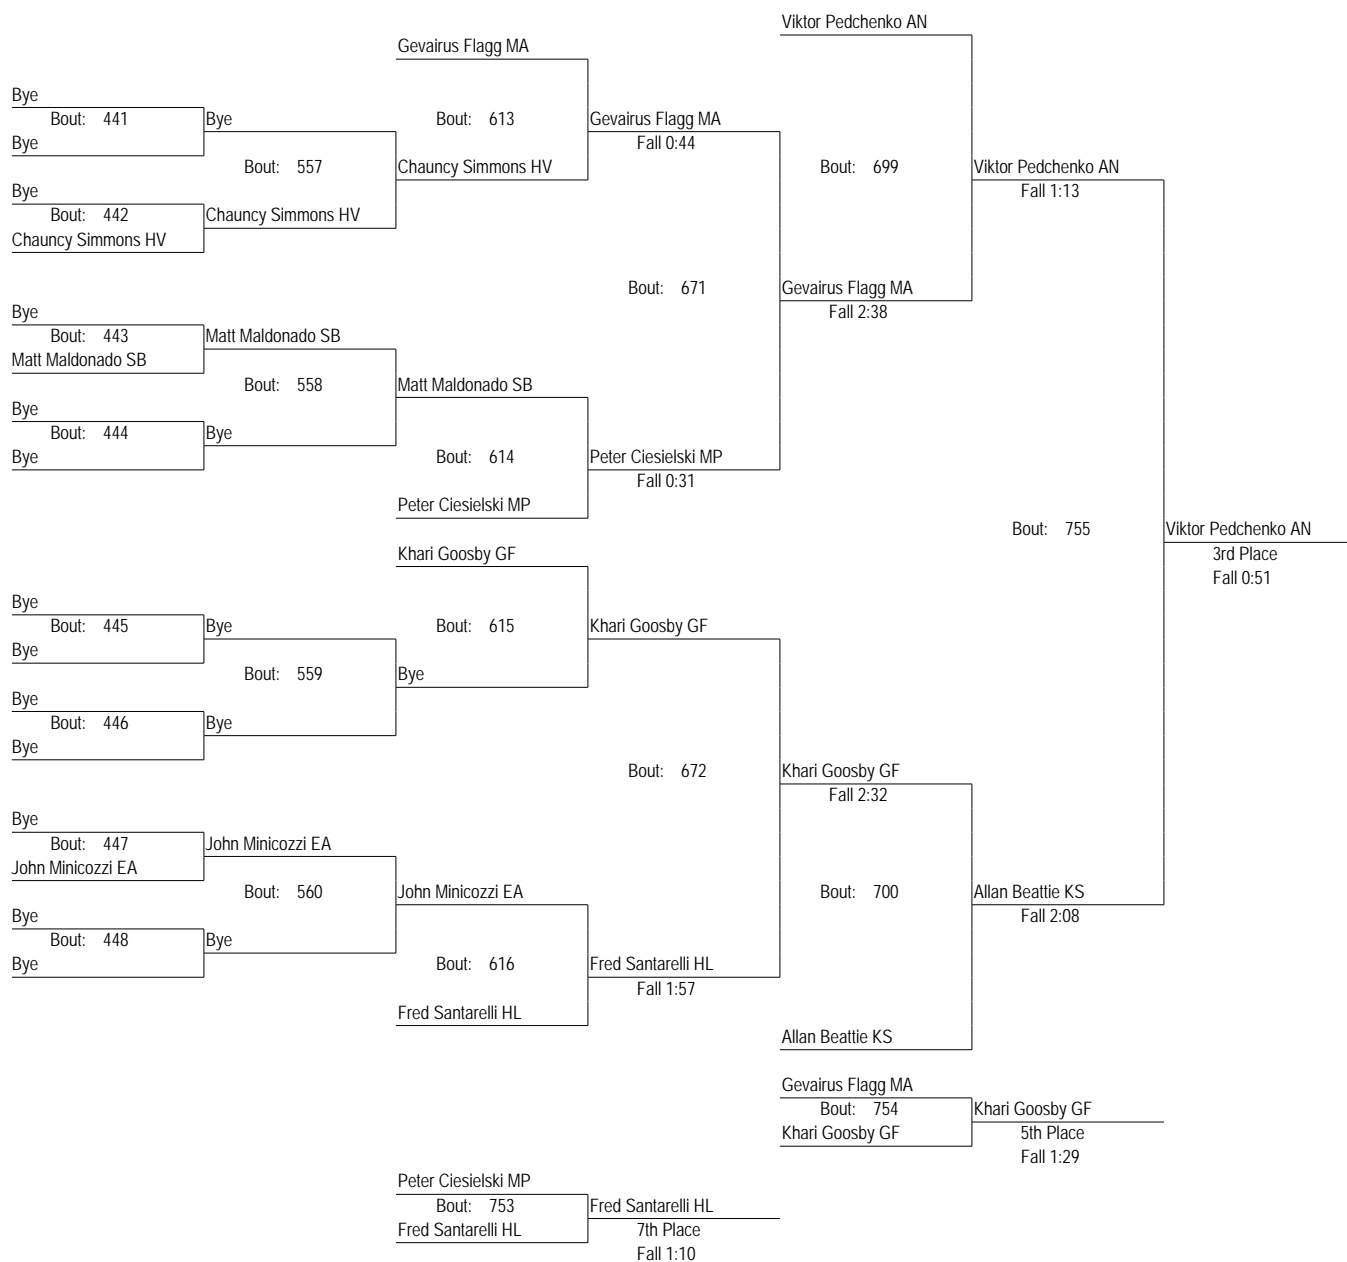 Viktor Pedchenko AN
Gevairus Flagg MA
Bye
Bout: 441
Bye
Bout: 613
Gevairus Flagg MA
Fall 0:44
Bye
Bout: 557
Chauncy Simmons HV
Bout: 699
Viktor Pedchenko AN
Fall 1:13
Bye
Bout: 442
Chauncy Simmons HV
Chauncy Simmons HV
Bout: 671
Gevairus Flagg MA
Fall 2:38
Bye
Bout: 443
Matt Maldonado SB
Matt Maldonado SB
Bout: 558
Matt Maldonado SB
Bye
Bout: 444
Bye
Bye
Bout: 614
Peter Ciesielski MP
Fall 0:31
Peter Ciesielski MP
Bout: 755
Viktor Pedchenko AN
3rd Place
Fall 0:51
Khari Goosby GF
Bye
Bout: 445
Bye
Bout: 615
Khari Goosby GF
Bye
Bout: 559
Bye
Bye
Bout: 446
Bye
Bye
Bout: 672
Khari Goosby GF
Fall 2:32
Bye
Bout: 447
John Minicozzi EA
John Minicozzi EA
Bout: 560
John Minicozzi EA
Bout: 700
Allan Beattie KS
Fall 2:08
Bye
Bout: 448
Bye
Bye
Bout: 616
Fred Santarelli HL
Fall 1:57
Fred Santarelli HL
Allan Beattie KS
Gevairus Flagg MA
Bout: 754
Khari Goosby GF
Khari Goosby GF
5th Place
Fall 1:29
Peter Ciesielski MP
Bout: 753
Fred Santarelli HL
Fred Santarelli HL
7th Place
Fall 1:10